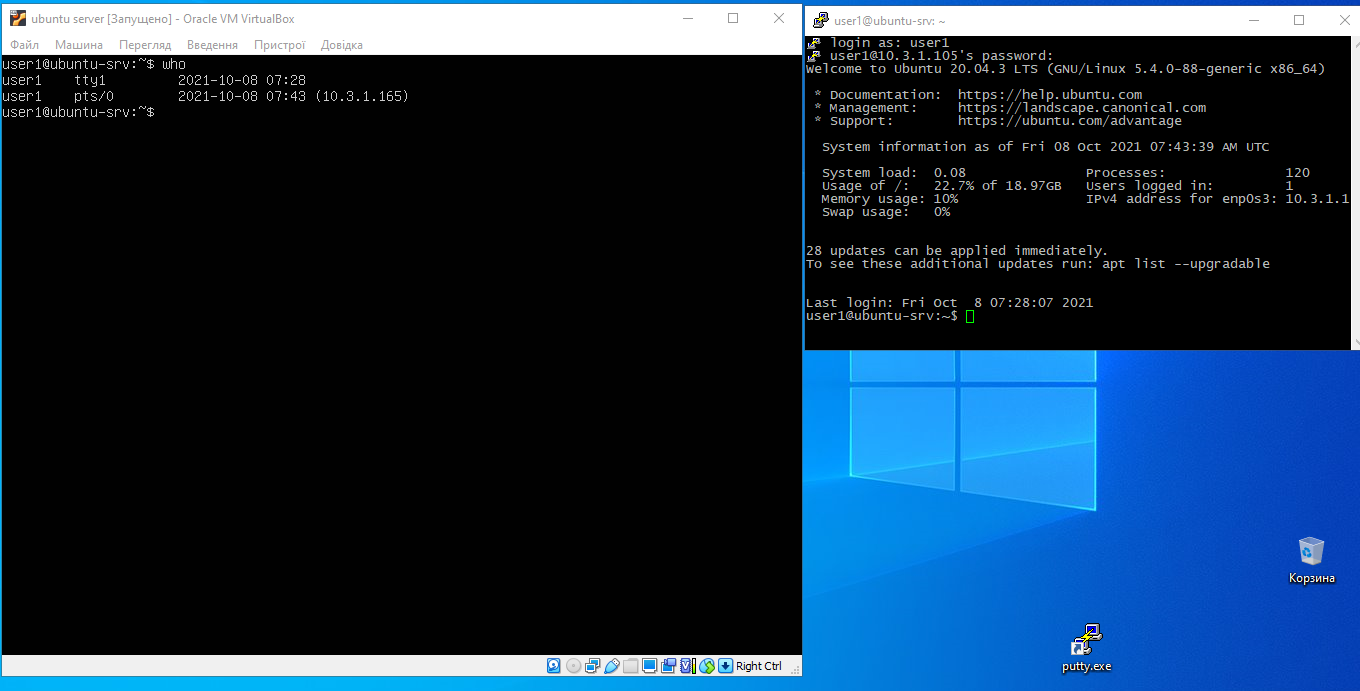 ubuntu server [Запущено] - Oracle VM VirtualBox
Файл Машина Перегляд Введення Пристрої Довідка
user1@ubuntu-srv:~$ who
user1    tty1         2021-10-08 07:28
user1    pts/0        2021-10-08 07:43 (10.3.1.165)
user1@ubuntu-srv:~$
Right Ctrl
user1@ubuntu-srv: ~
login as: user1
user1@10.3.1.105's password:
Welcome to Ubuntu 20.04.3 LTS (GNU/Linux 5.4.0-88-generic x86_64)
* Documentation:  https://help.ubuntu.com
* Management:     https://landscape.canonical.com
* Support:        https://ubuntu.com/advantage
System information as of Fri 08 Oct 2021 07:43:39 AM UTC
System load:  0.08               Processes:               120
Usage of /:   22.7% of 18.97GB   Users logged in:         1
Memory usage: 10%                IPv4 address for enp0s3: 10.3.1.1
Swap usage:   0%
28 updates can be applied immediately.
To see these additional updates run: apt list --upgradable
Last login: Fri Oct  8 07:28:07 2021
user1@ubuntu-srv:~$
Корзина
putty.exe